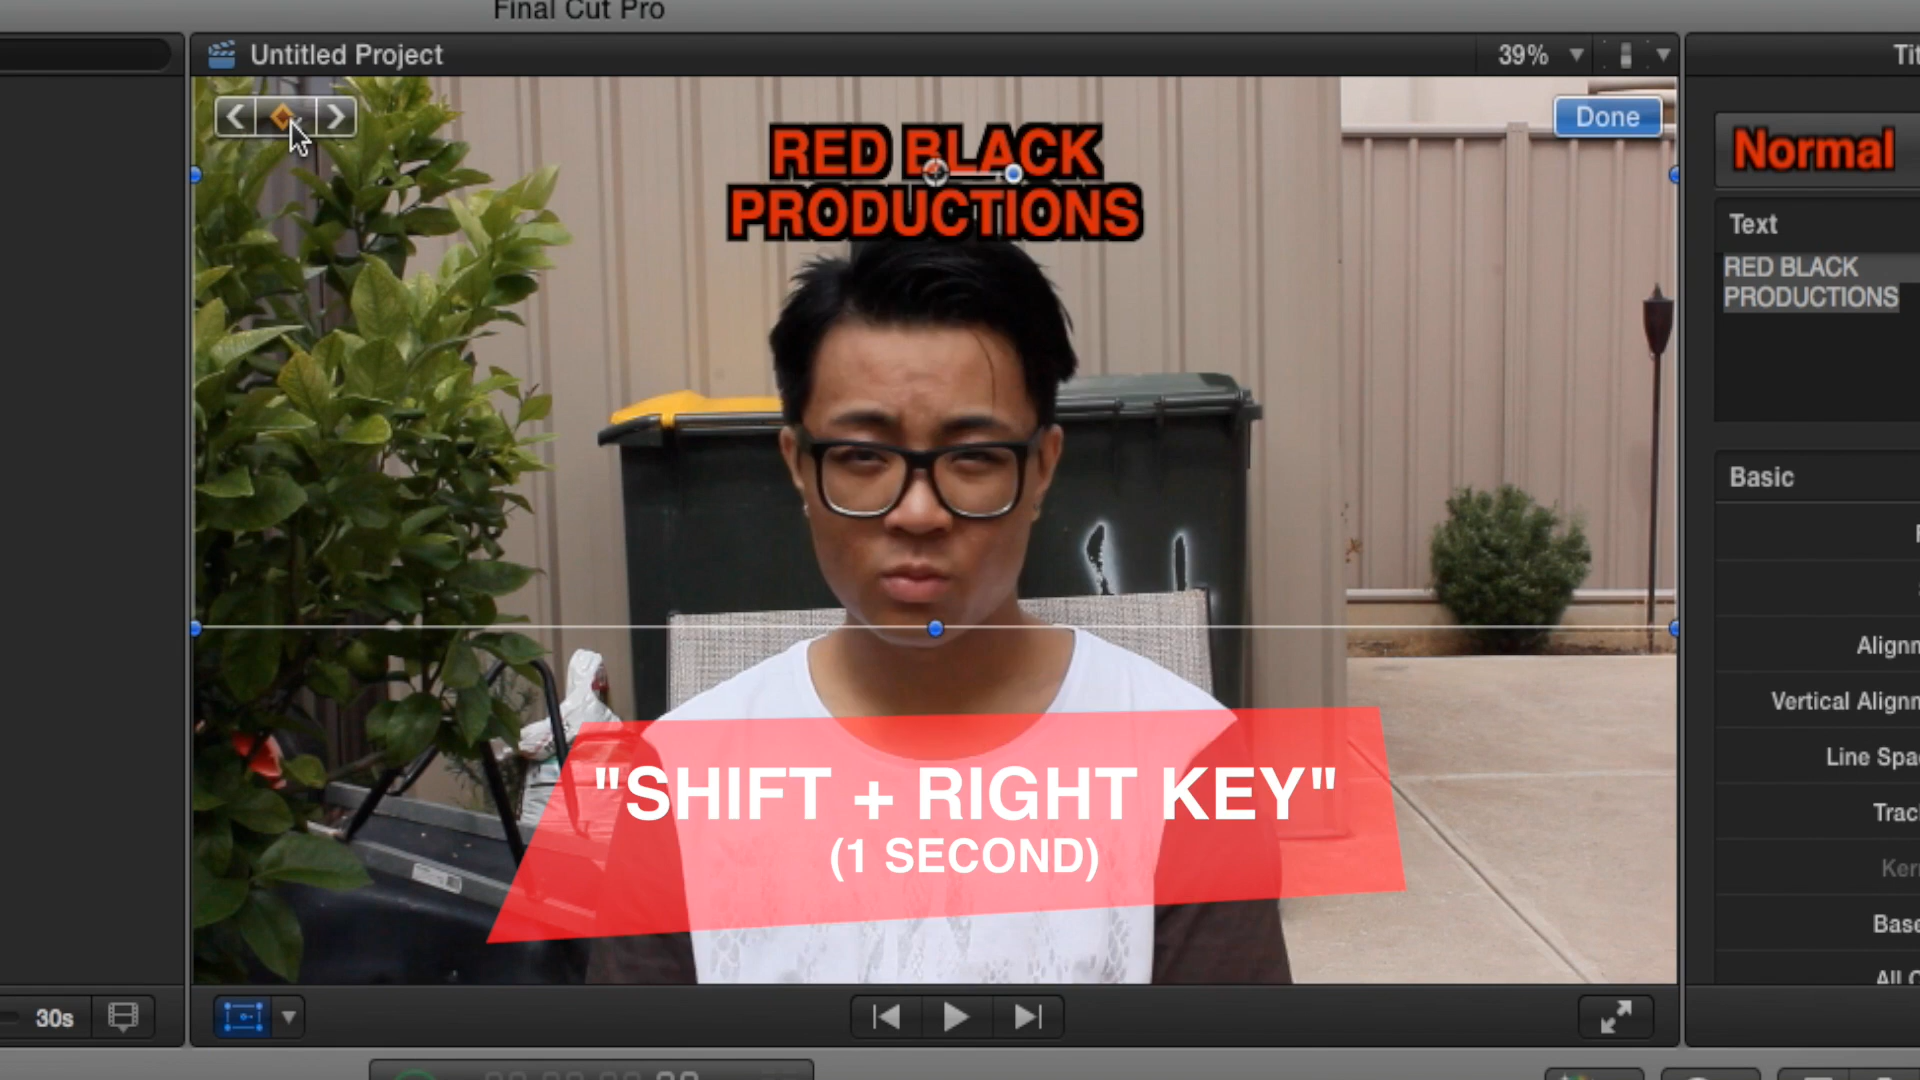 Final Cut Pro
Untitled Project
39%
Done
RED BLACK
PRODUCTIONS
Normal
Text
RED BLACK
PRODUCTIONS
Basic
"SHIFT + RIGHT KEY"
(1 SECOND)
30s